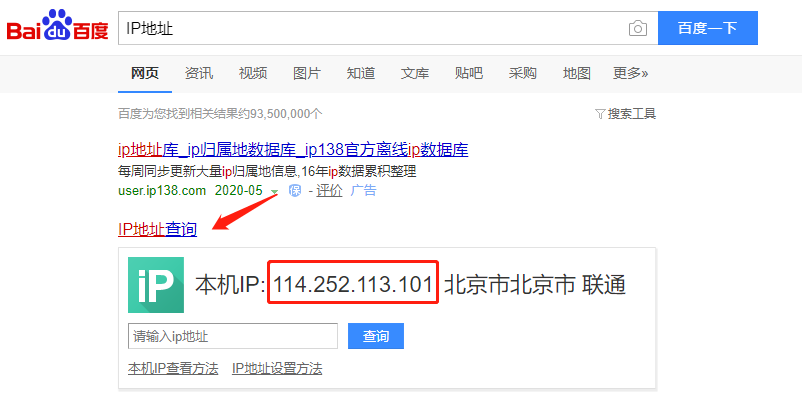 Bai du 百度 IP地址 百度一下
网页 资讯 视频 图片 知道 文库 贴吧 采购 地图 更多»
百度为您找到相关结果约93,500,000个 搜索工具
ip地址库_ip归属地数据库_ip138官方离线ip数据库
每周同步更新大量ip归属地信息,16年ip数据累积整理
user.ip138.com 2020-05 保 - 评价 广告
IP地址查询
iP 本机IP: 114.252.113.101 北京市北京市 联通
请输入ip地址 查询
本机IP查看方法 IP地址设置方法